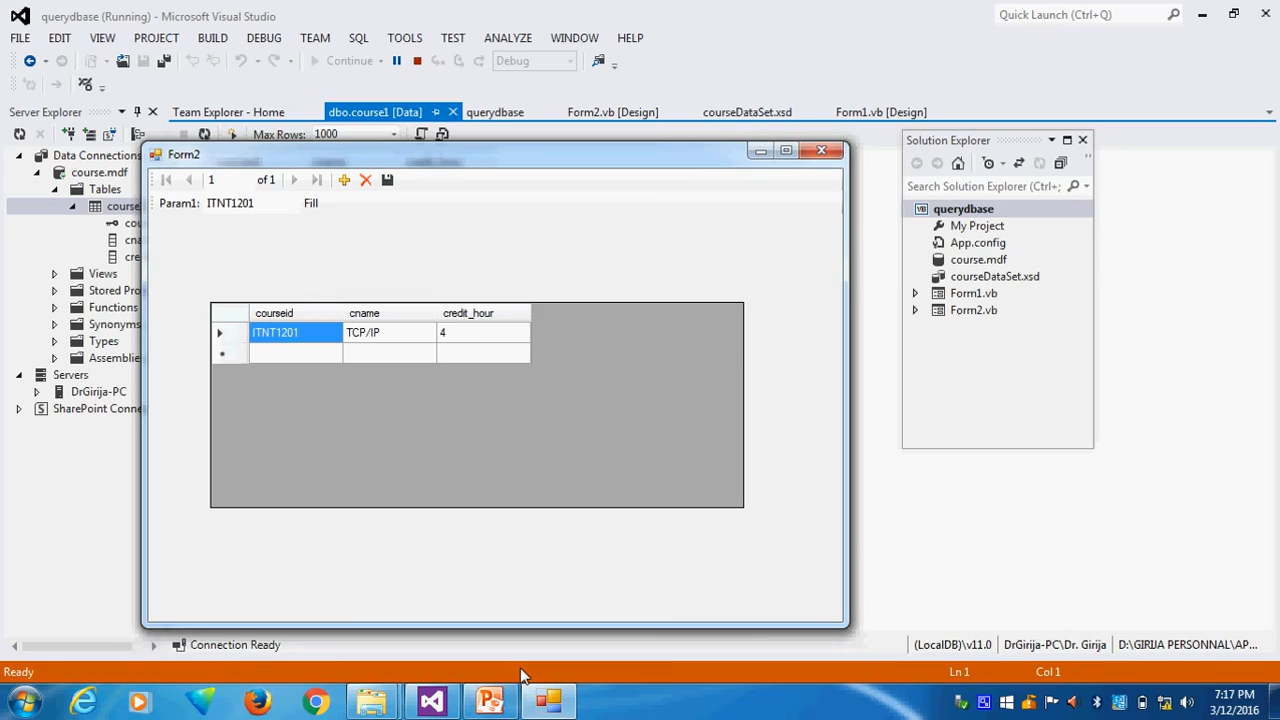 querydbase (Running) - Microsoft Visual Studio
Quick Launch (Ctrl+Q)
FILE EDIT VIEW PROJECT BUILD DEBUG TEAM SQL TOOLS TEST ANALYZE WINDOW HELP
Continue Debug
Server Explorer
Team Explorer - Home dbo.course1 [Data] querydbase Form2.vb [Design] courseDataSet.xsd Form1.vb [Design]
Max Rows: 1000
Data Connections
course.mdf
Tables
course
cou
cna
cre
Views
Stored Pro
Functions
Synonyms
Types
Assemblie
Servers
DrGirija-PC
SharePoint Conne
Form2
1 of 1
Param1: ITNT1201 Fill
courseid cname credit_hour
ITNT1201 TCP/IP 4
Solution Explorer
Search Solution Explorer (Ctrl+;
querydbase
My Project
App.config
course.mdf
courseDataSet.xsd
Form1.vb
Form2.vb
Connection Ready
(LocalDB)\v11.0 DrGirija-PC\Dr. Girija D:\GIRIJA PERSONNAL\AP...
Ready Ln 1 Col 1
7:17 PM
3/12/2016